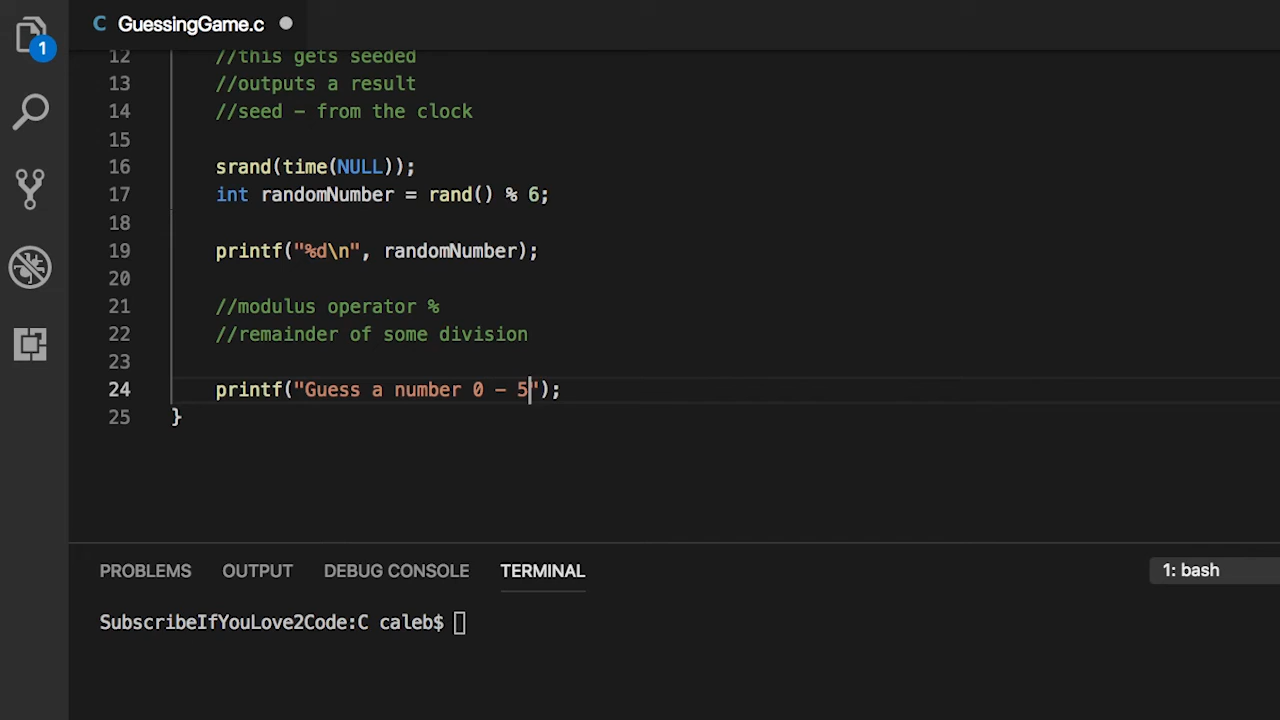 C GuessingGame.c
1
12 //this gets seeded
13 //outputs a result
14 //seed - from the clock
15
16 srand(time(NULL));
17 int randomNumber = rand() % 6;
18
19 printf("%d\n", randomNumber);
20
21 //modulus operator %
22 //remainder of some division
23
24 printf("Guess a number 0 - 5");
25 }
PROBLEMS OUTPUT DEBUG CONSOLE TERMINAL 1: bash
SubscribeIfYouLove2Code:C caleb$